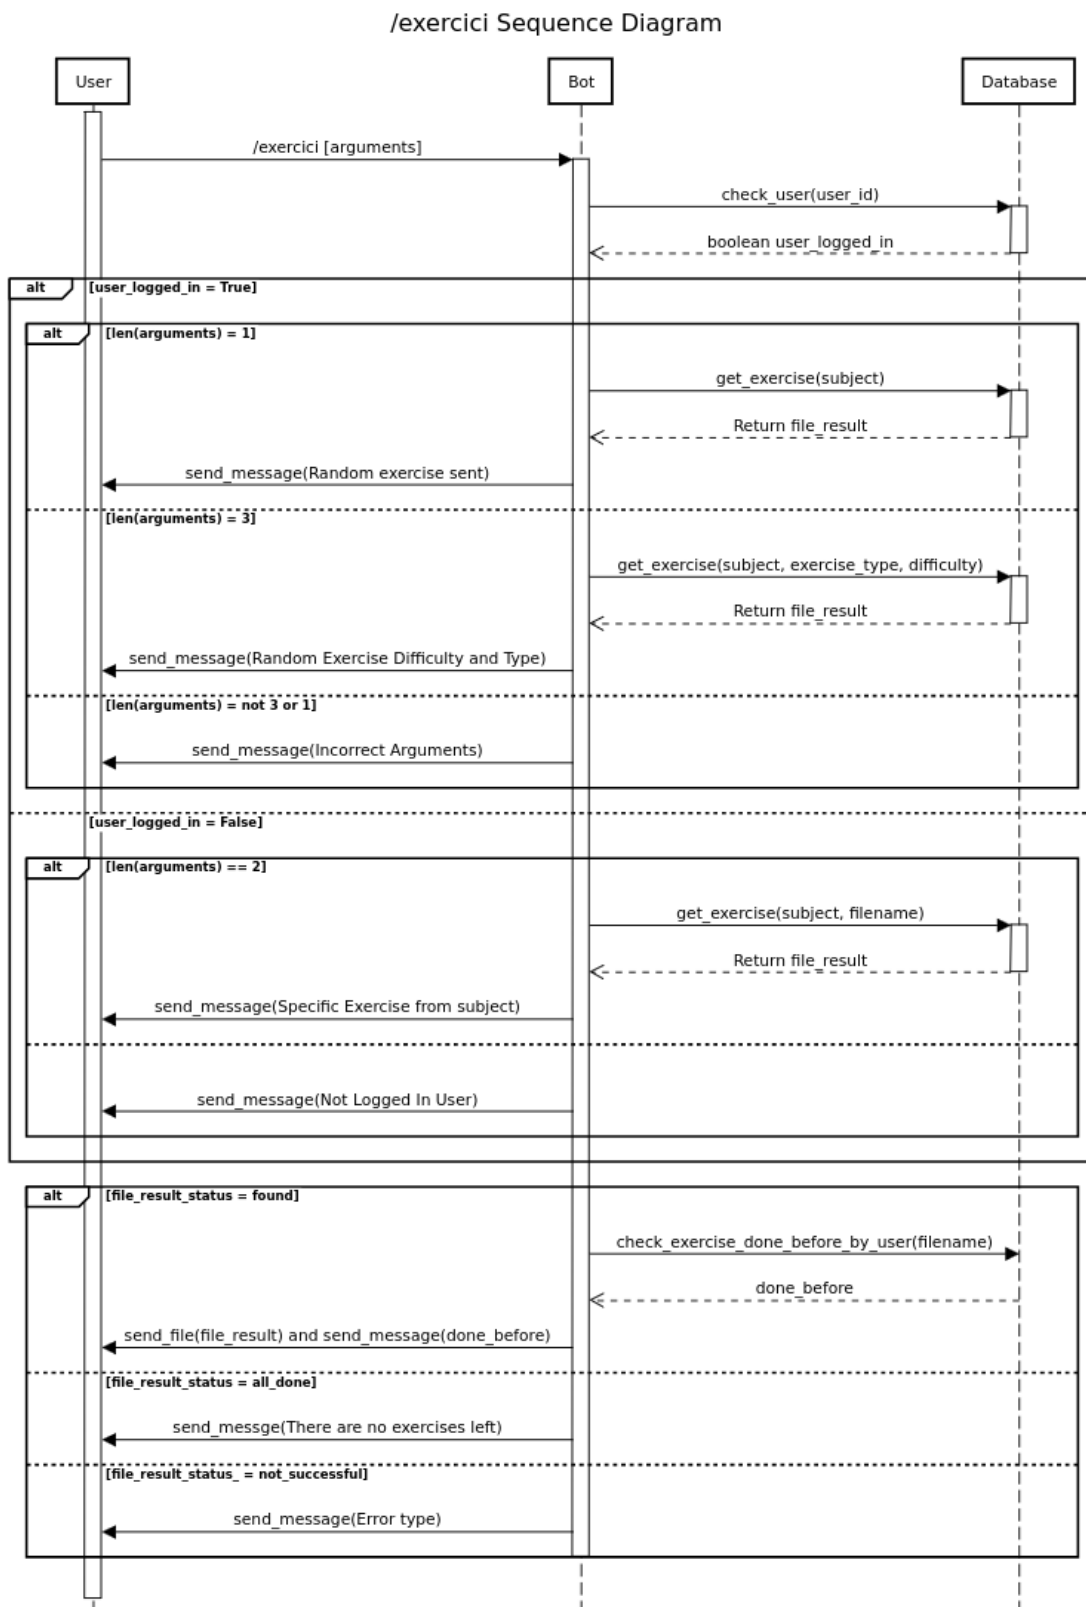 /exercici Sequence Diagram
User
Bot
Database
/exercici [arguments]
check_user(user_id)
boolean user_logged_in
alt [user_logged_in = True]
alt [len(arguments) = 1]
get_exercise(subject)
Return file_result
send_message(Random exercise sent)
[len(arguments) = 3]
get_exercise(subject, exercise_type, difficulty)
Return file_result
send_message(Random Exercise Difficulty and Type)
[len(arguments) = not 3 or 1]
send_message(Incorrect Arguments)
[user_logged_in = False]
alt [len(arguments) == 2]
get_exercise(subject, filename)
Return file_result
send_message(Specific Exercise from subject)
send_message(Not Logged In User)
alt [file_result_status = found]
check_exercise_done_before_by_user(filename)
done_before
send_file(file_result) and send_message(done_before)
[file_result_status = all_done]
send_messge(There are no exercises left)
[file_result_status_ = not_successful]
send_message(Error type)